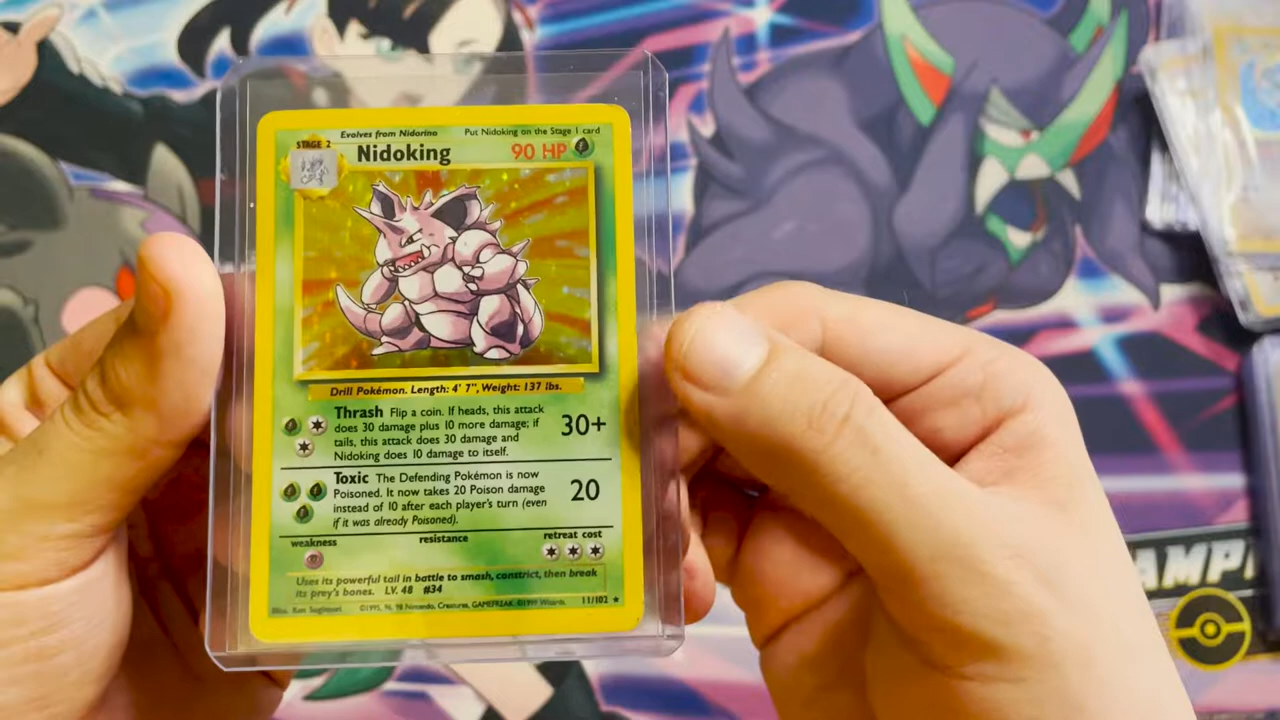 Evolves from Nidorino
Put Nidoking on the Stage 1 card
STAGE 2
Nidoking
90 HP
Drill Pokémon. Length: 4' 7", Weight: 137 lbs.
Thrash Flip a coin. If heads, this attack
does 30 damage plus 10 more damage; if
tails, this attack does 30 damage and
Nidoking does 10 damage to itself.
30+
Toxic The Defending Pokémon is now
Poisoned. It now takes 20 Poison damage
instead of 10 after each player's turn (even
if it was already Poisoned).
20
weakness
resistance
retreat cost
Uses its powerful tail in battle to smash, constrict, then break
its prey's bones. LV. 48 #34
Illus. Ken Sugimori
©1995, 96, 98 Nintendo, Creatures, GAMEFREAK. ©1999 Wizards.
11/102 ★
AMPI